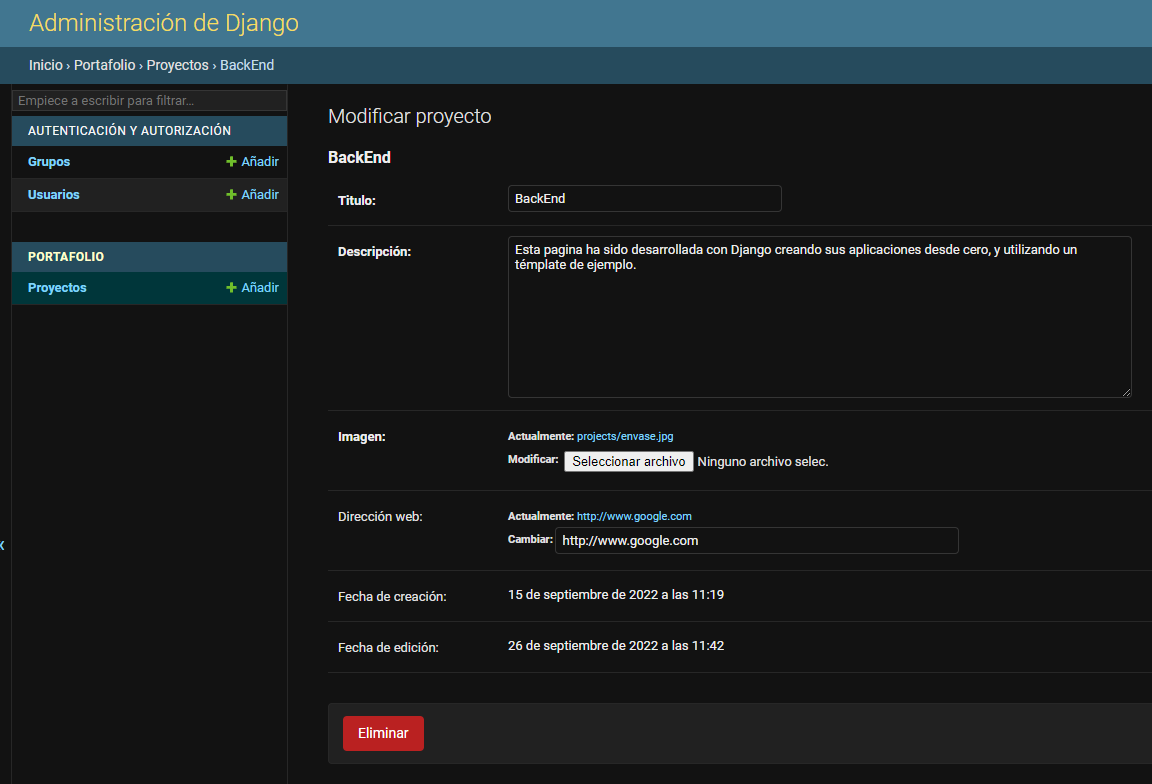 Administración de Django
Inicio › Portafolio › Proyectos › BackEnd
Empiece a escribir para filtrar...
AUTENTICACIÓN Y AUTORIZACIÓN
Grupos + Añadir
Usuarios + Añadir
PORTAFOLIO
Proyectos + Añadir
Modificar proyecto
BackEnd
Titulo: BackEnd
Descripción: Esta pagina ha sido desarrollada con Django creando sus aplicaciones desde cero, y utilizando un
témplate de ejemplo.
Imagen: Actualmente: projects/envase.jpg
Modificar: Seleccionar archivo Ninguno archivo selec.
Dirección web: Actualmente: http://www.google.com
Cambiar: http://www.google.com
Fecha de creación: 15 de septiembre de 2022 a las 11:19
Fecha de edición: 26 de septiembre de 2022 a las 11:42
Eliminar